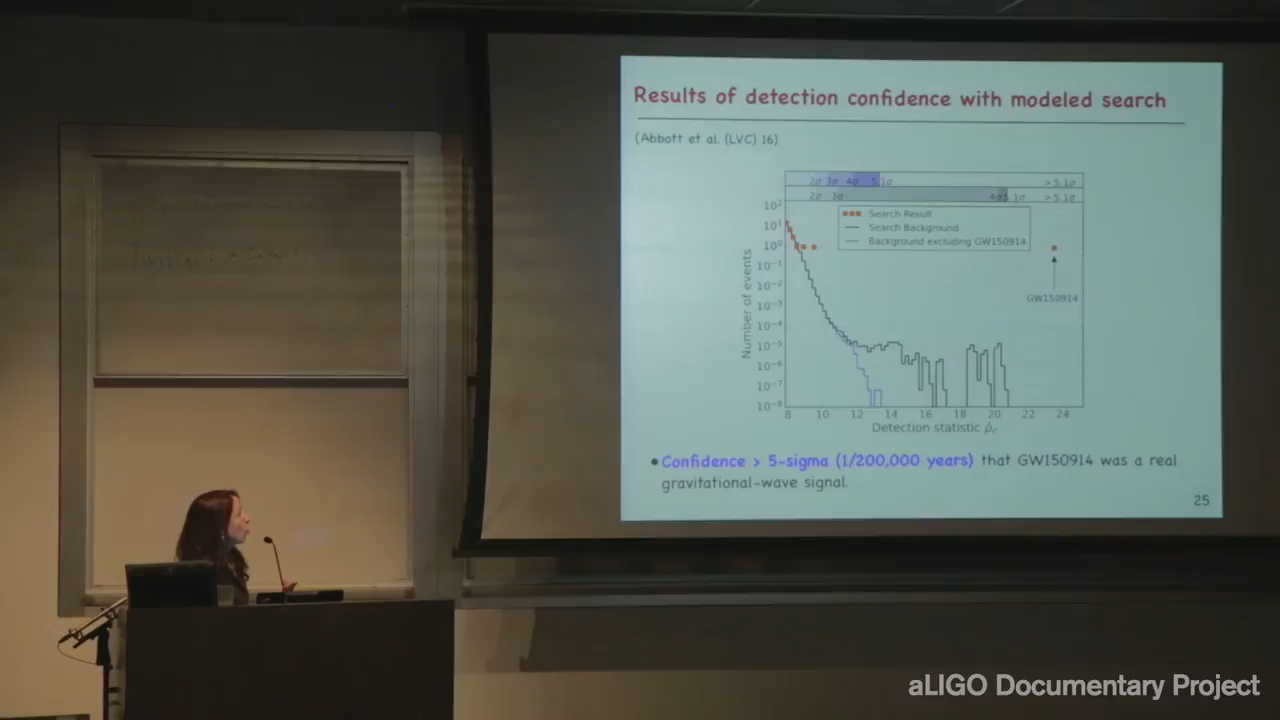 Results of detection confidence with modeled search
(Abbott et al. (LVC) 16)
2σ 3σ 4σ 5.1σ > 5.1σ
2σ 3σ 4σ 5.1σ > 5.1σ
Search Result
Search Background
Background excluding GW150914
Number of events
10²
10¹
10⁰
10⁻¹
10⁻²
10⁻³
10⁻⁴
10⁻⁵
10⁻⁶
10⁻⁷
10⁻⁸
GW150914
8 10 12 14 16 18 20 22 24
Detection statistic ρ̂c
• Confidence > 5-sigma (1/200,000 years) that GW150914 was a real
gravitational-wave signal.
25
aLIGO Documentary Project